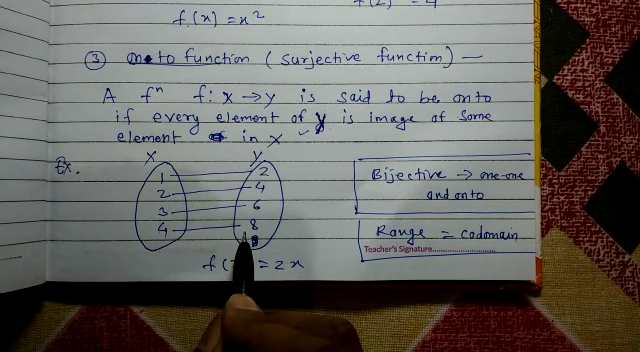 f(x) = x²
f(2) = 4
③ onto function ( surjective function ) —
A fⁿ f: x → y is said to be onto
if every element of y is image of some
element in x
Ex.
X Y
1 2
2 4
3 6
4 8
= 2x
Bijective → one-one
and onto
Range = codomain
Teacher's Signature